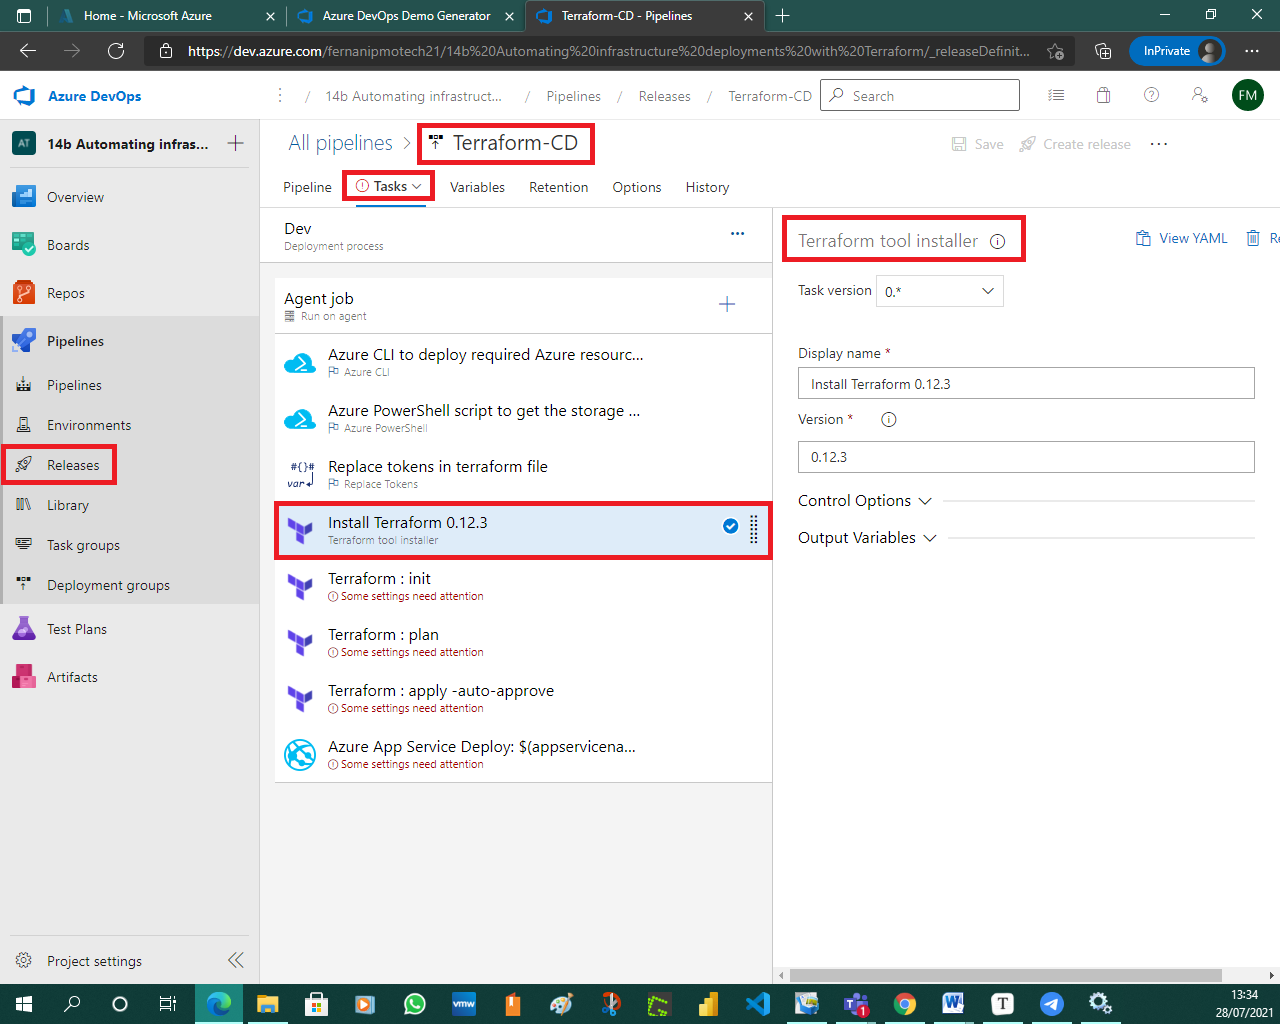 Home - Microsoft Azure
Azure DevOps Demo Generator
Terraform-CD - Pipelines
https://dev.azure.com/fernanipmotech21/14b%20Automating%20infrastructure%20deployments%20with%20Terraform/_releaseDefinit...
InPrivate
Azure DevOps
/ 14b Automating infrastruct... / Pipelines / Releases / Terraform-CD
Search
FM
AT
14b Automating infras...
Overview
Boards
Repos
Pipelines
Pipelines
Environments
Releases
Library
Task groups
Deployment groups
Test Plans
Artifacts
Project settings
All pipelines > Terraform-CD
Save
Create release
Pipeline
Tasks
Variables
Retention
Options
History
Dev
Deployment process
Agent job
Run on agent
Azure CLI to deploy required Azure resourc...
Azure CLI
Azure PowerShell script to get the storage ...
Azure PowerShell
#{}#
var
Replace tokens in terraform file
Replace Tokens
Install Terraform 0.12.3
Terraform tool installer
Terraform : init
Some settings need attention
Terraform : plan
Some settings need attention
Terraform : apply -auto-approve
Some settings need attention
Azure App Service Deploy: $(appservicena...
Some settings need attention
Terraform tool installer
View YAML
Re
Task version
0.*
Display name *
Install Terraform 0.12.3
Version *
0.12.3
Control Options
Output Variables
vmw
1
W
T
13:34
28/07/2021